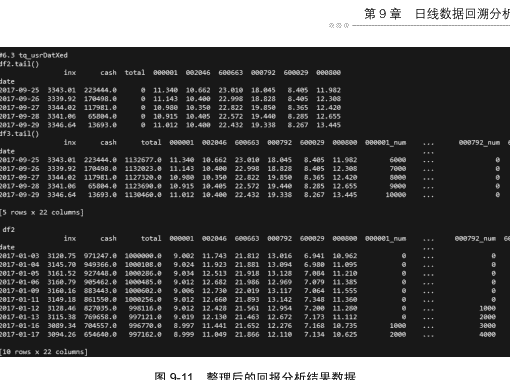 第 9 章 日线数据回溯分析
#6.3 tq_usrDatXed
df2.tail()
inx cash total 000001 002046 600663 000792 600029 000800
date
2017-09-25 3343.01 223444.0 0 11.340 10.662 23.010 18.045 8.405 11.982
2017-09-26 3339.92 170498.0 0 11.143 10.400 22.998 18.828 8.405 12.308
2017-09-27 3344.02 117981.0 0 10.980 10.350 22.822 19.850 8.365 12.420
2017-09-28 3341.06 65804.0 0 10.915 10.405 22.572 19.440 8.285 12.655
2017-09-29 3346.64 13693.0 0 11.012 10.400 22.432 19.338 8.267 13.445
df3.tail()
inx cash total 000001 002046 600663 000792 600029 000800 000001_num ... 000792_num
date ...
2017-09-25 3343.01 223444.0 1132677.0 11.340 10.662 23.010 18.045 8.405 11.982 6000 ... 0
2017-09-26 3339.92 170498.0 1132023.0 11.143 10.400 22.998 18.828 8.405 12.308 7000 ... 0
2017-09-27 3344.02 117981.0 1127320.0 10.980 10.350 22.822 19.850 8.365 12.420 8000 ... 0
2017-09-28 3341.06 65804.0 1123690.0 10.915 10.405 22.572 19.440 8.285 12.655 9000 ... 0
2017-09-29 3346.64 13693.0 1130460.0 11.012 10.400 22.432 19.338 8.267 13.445 10000 ... 0
[5 rows x 22 columns]
df2
inx cash total 000001 002046 600663 000792 600029 000800 000001_num ... 000792_num 60
date ...
2017-01-03 3120.75 971247.0 1000000.0 9.002 11.743 21.812 13.016 6.941 10.962 0 ... 0
2017-01-04 3145.70 949366.0 1008108.0 9.024 11.923 21.881 13.094 6.980 11.095 0 ... 0
2017-01-05 3161.52 927448.0 1000286.0 9.034 12.513 21.918 13.128 7.084 11.210 0 ... 0
2017-01-06 3160.79 905462.0 1000485.0 9.012 12.682 21.986 12.969 7.079 11.385 0 ... 0
2017-01-09 3160.16 883443.0 1000602.0 9.006 12.730 22.019 13.117 7.064 11.555 0 ... 0
2017-01-11 3149.18 861550.0 1000256.0 9.012 12.660 21.893 13.142 7.348 11.360 0 ... 0
2017-01-12 3128.46 827035.0 998116.0 9.012 12.428 21.561 12.954 7.200 11.280 0 ... 1000
2017-01-13 3115.38 769658.0 997121.0 9.019 12.130 21.463 12.672 7.173 11.112 0 ... 2000
2017-01-16 3089.34 704557.0 996770.0 8.997 11.441 21.652 12.276 7.168 10.735 1000 ... 3000
2017-01-17 3094.26 654640.0 997162.0 8.999 11.660 21.866 12.110 7.134 10.625 2000 ... 4000
[10 rows x 22 columns]
图 9-11 整理后的回报分析结果数据